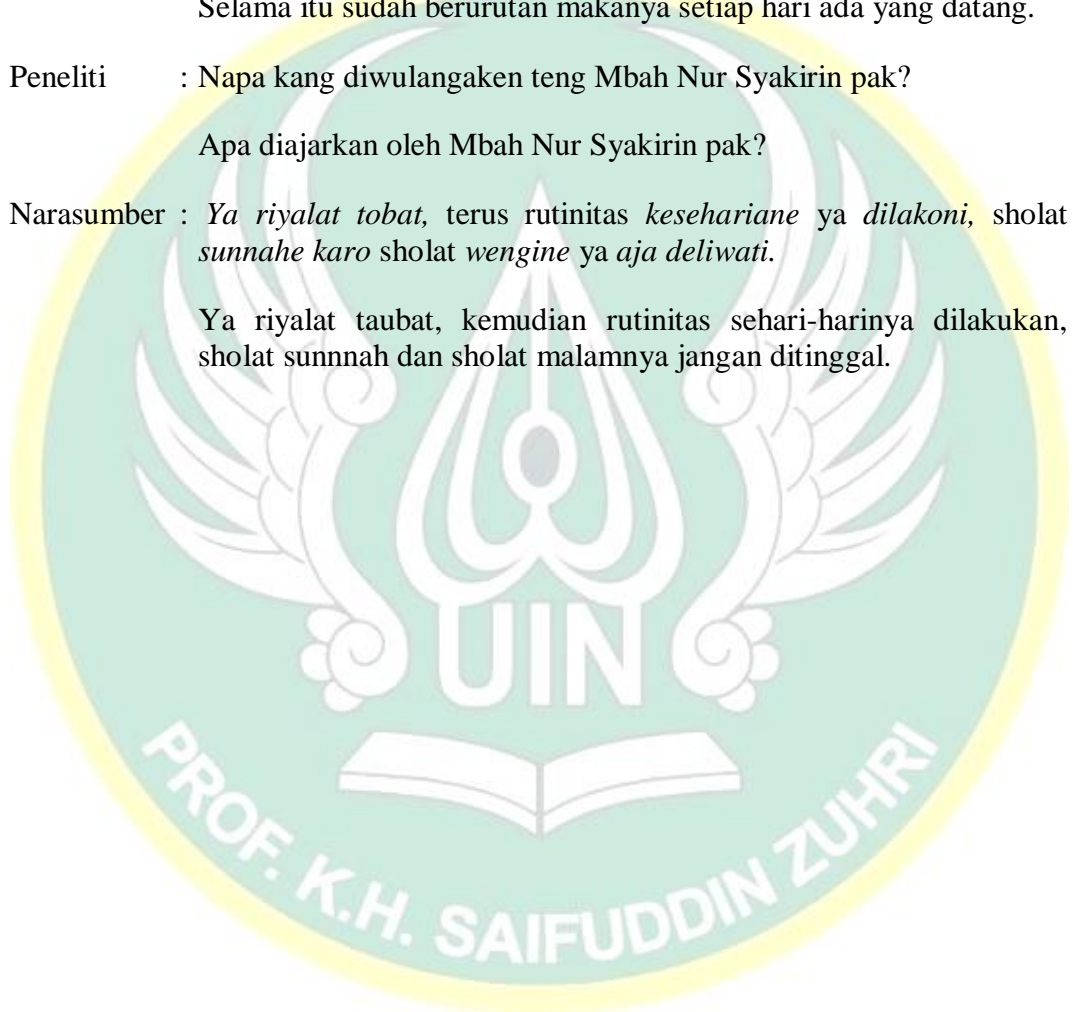 Selama itu sudah berurutan makanya setiap hari ada yang datang.
Peneliti : Napa kang diwulangaken teng Mbah Nur Syakirin pak?
Apa diajarkan oleh Mbah Nur Syakirin pak?
Narasumber : Ya riyalat tobat, terus rutinitas kesehariane ya dilakoni, sholat
sunnahe karo sholat wengine ya aja deliwati.
Ya riyalat taubat, kemudian rutinitas sehari-harinya dilakukan,
sholat sunnnah dan sholat malamnya jangan ditinggal.
UIN
PROF. K.H. SAIFUDDIN ZUHRI